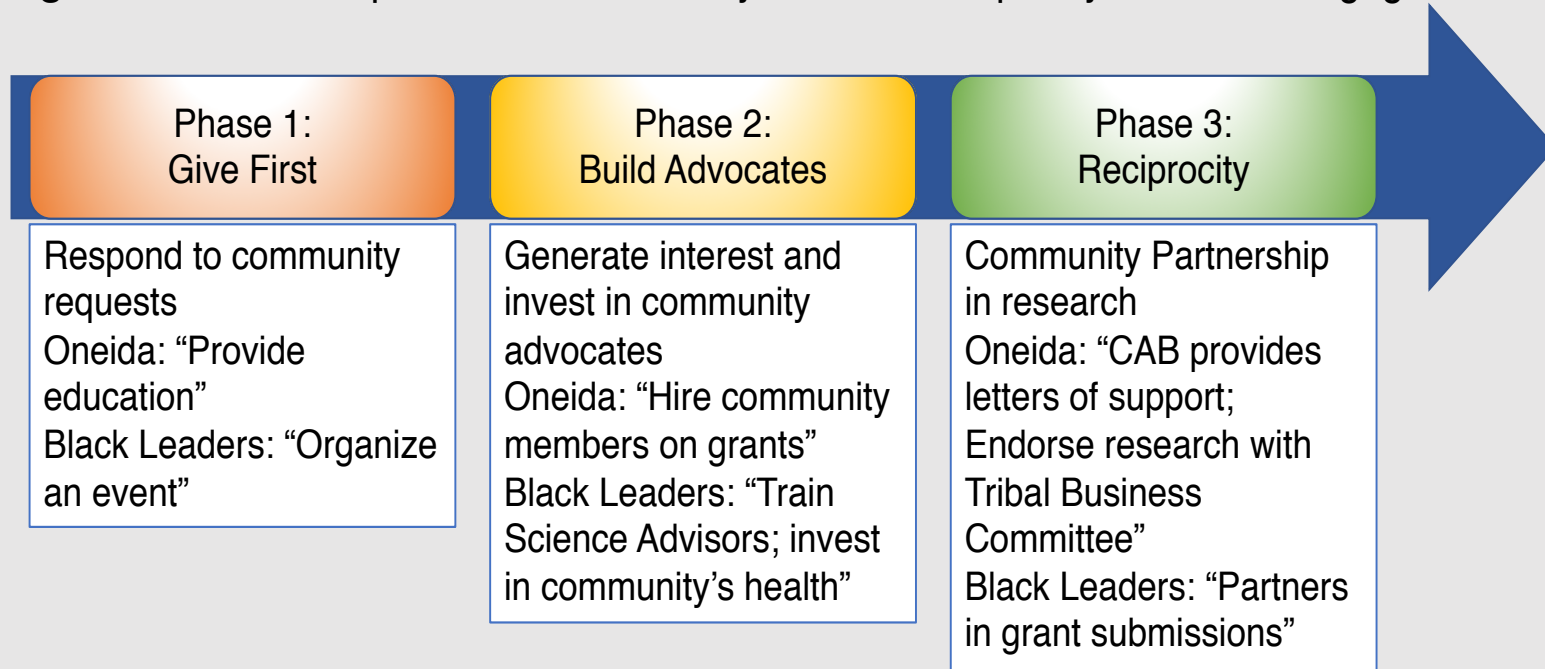 Phase 1:
Give First
Respond to community
requests
Oneida: “Provide
education”
Black Leaders: “Organize
an event”
Phase 2:
Build Advocates
Generate interest and
invest in community
advocates
Oneida: “Hire community
members on grants”
Black Leaders: “Train
Science Advisors; invest
in community’s health”
Phase 3:
Reciprocity
Community Partnership
in research
Oneida: “CAB provides
letters of support;
Endorse research with
Tribal Business
Committee”
Black Leaders: “Partners
in grant submissions”